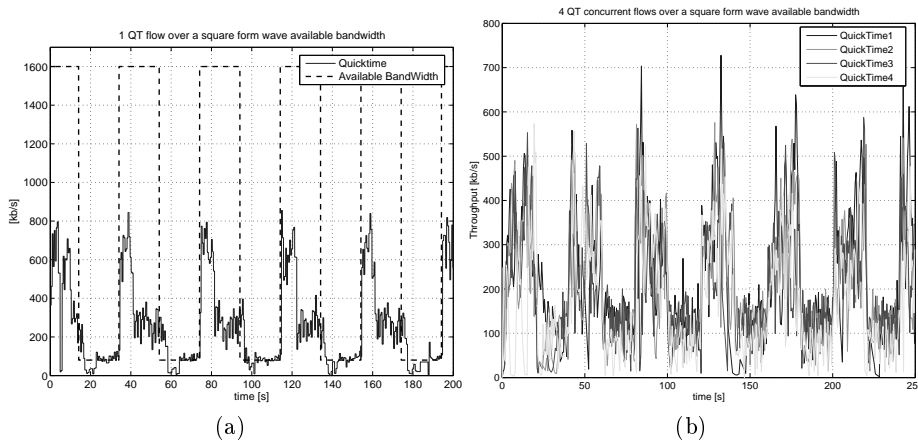 1 QT flow over a square form wave available bandwidth
Quicktime
Available BandWidth
1600
1400
1200
1000
800
600
400
200
0
[kb/s]
0 20 40 60 80 100 120 140 160 180 200
time [s]
(a)
4 QT concurrent flows over a square form wave available bandwidth
QuickTime1
QuickTime2
QuickTime3
QuickTime4
800
700
600
500
400
300
200
100
0
Throughput [kb/s]
0 50 100 150 200 25
time [s]
(b)